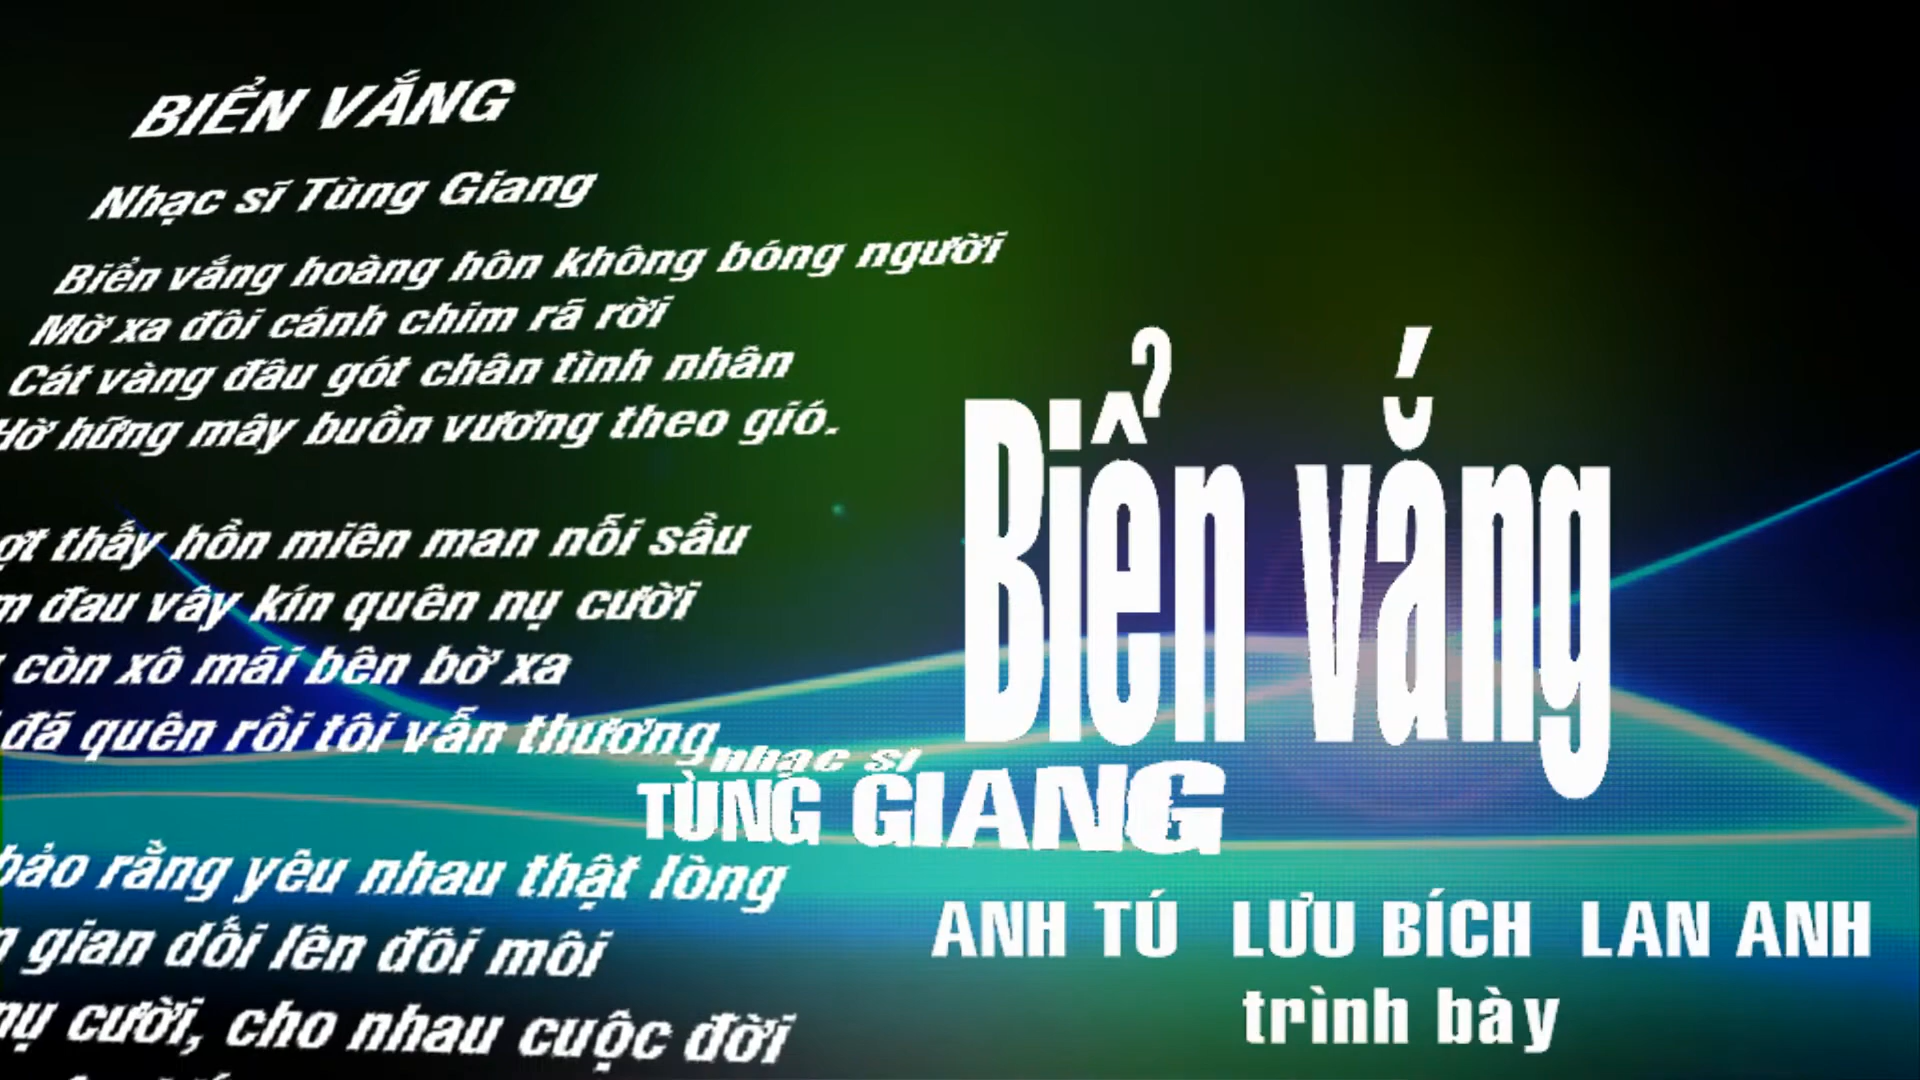 BIỂN VẮNG
Nhạc sĩ Tùng Giang
Biển vắng hoàng hôn không bóng người
Mờ xa đôi cánh chim rã rời
Cát vàng đâu gót chân tình nhân
Hờ hững mây buồn vương theo gió.
thấy hồn miên man nỗi sầu
đau vây kín quên nụ cười
còn xô mãi bên bờ xa
đã quên rồi tôi vẫn thương
bảo rằng yêu nhau thật lòng
gian dối lên đôi môi
nụ cười, cho nhau cuộc đời
Biển vắng
nhạc sĩ
TÙNG GIANG
ANH TÚ LƯU BÍCH LAN ANH
trình bày